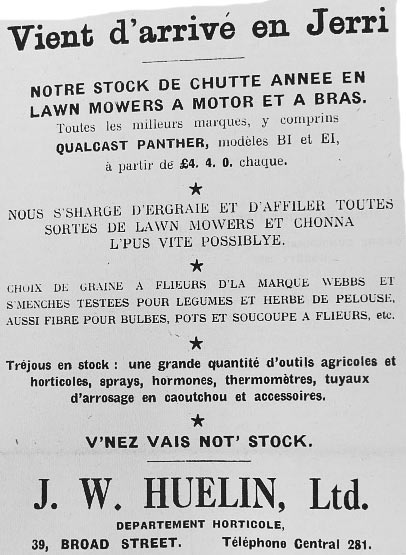 Vient d'arrivé en Jerri
NOTRE STOCK DE CHUTTE ANNEE EN
LAWN MOWERS A MOTOR ET A BRAS.
Toutes les milleurs marques, y comprins
QUALCAST PANTHER, modèles BI et EI,
à partir de £4. 4. 0. chaque.
NOUS S'SHARGE D'ERGRAIE ET D'AFFILER TOUTES
SORTES DE LAWN MOWERS ET CHONNA
L'PUS VITE POSSIBLYE.
CHOIX DE GRAINE A FLIEURS D'LA MARQUE WEBBS ET
S'MENCHES TESTEES POUR LEGUMES ET HERBE DE PELOUSE,
AUSSI FIBRE POUR BULBES, POTS ET SOUCOUPE A FLIEURS, etc.
Tréjous en stock : une grande quantité d'outils agricoles et
horticoles, sprays, hormones, thermomètres, tuyaux
d'arrosage en caoutchou et accessoires.
V'NEZ VAIS NOT' STOCK.
J. W. HUELIN, Ltd.
DEPARTEMENT HORTICOLE,
39, BROAD STREET. Téléphone Central 281.